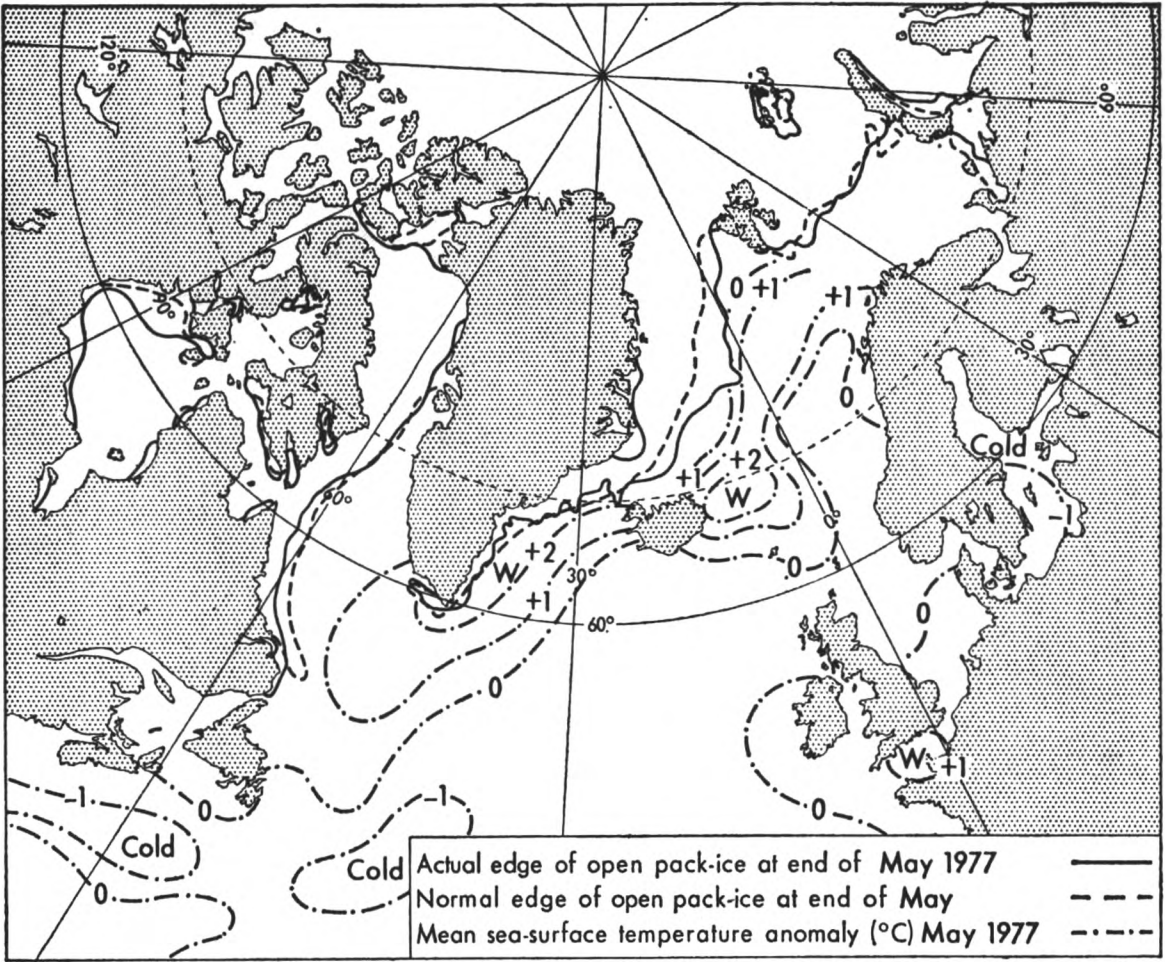 120°
90°
0
+1
+1
90°
30°
0
Cold
+2
+1
W
-1
60°
0°
+2
W
30°
+1
0
60°
0
0
W
+1
0
-1
0
-1
Cold
Cold
0
Actual edge of open pack-ice at end of May 1977
Normal edge of open pack-ice at end of May
Mean sea-surface temperature anomaly (°C) May 1977